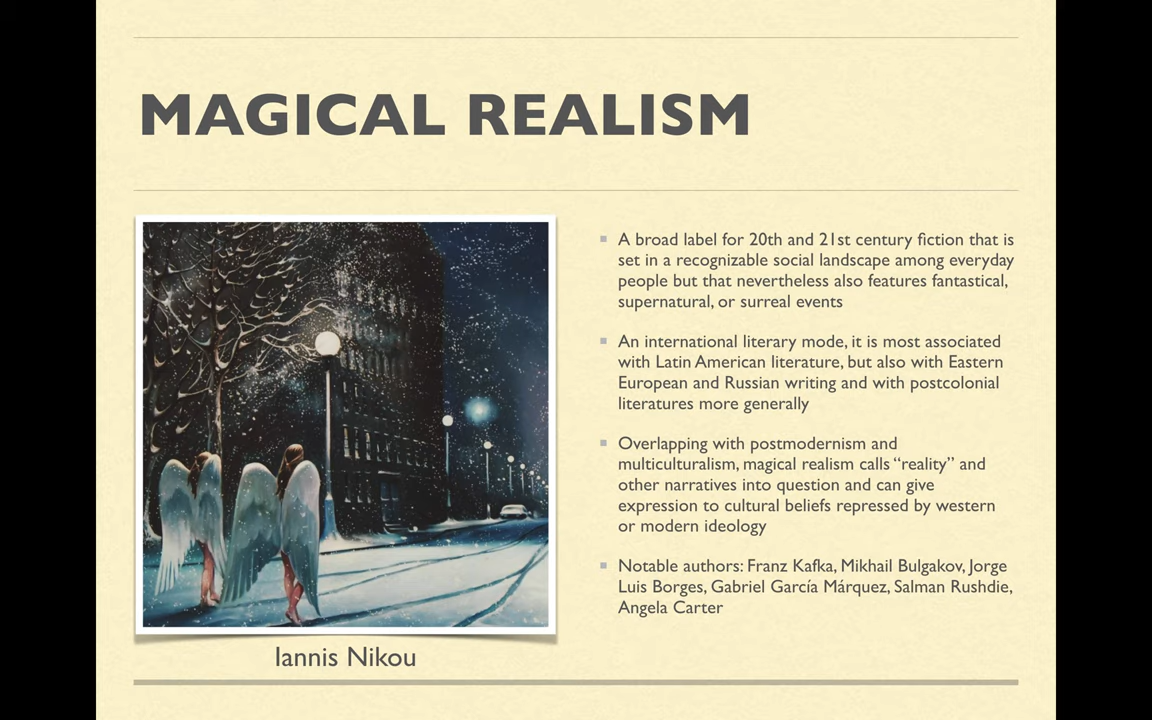 MAGICAL REALISM
A broad label for 20th and 21st century fiction that is
set in a recognizable social landscape among everyday
people but that nevertheless also features fantastical,
supernatural, or surreal events
An international literary mode, it is most associated
with Latin American literature, but also with Eastern
European and Russian writing and with postcolonial
literatures more generally
Overlapping with postmodernism and
multiculturalism, magical realism calls “reality” and
other narratives into question and can give
expression to cultural beliefs repressed by western
or modern ideology
Notable authors: Franz Kafka, Mikhail Bulgakov, Jorge
Luis Borges, Gabriel García Márquez, Salman Rushdie,
Angela Carter
Iannis Nikou